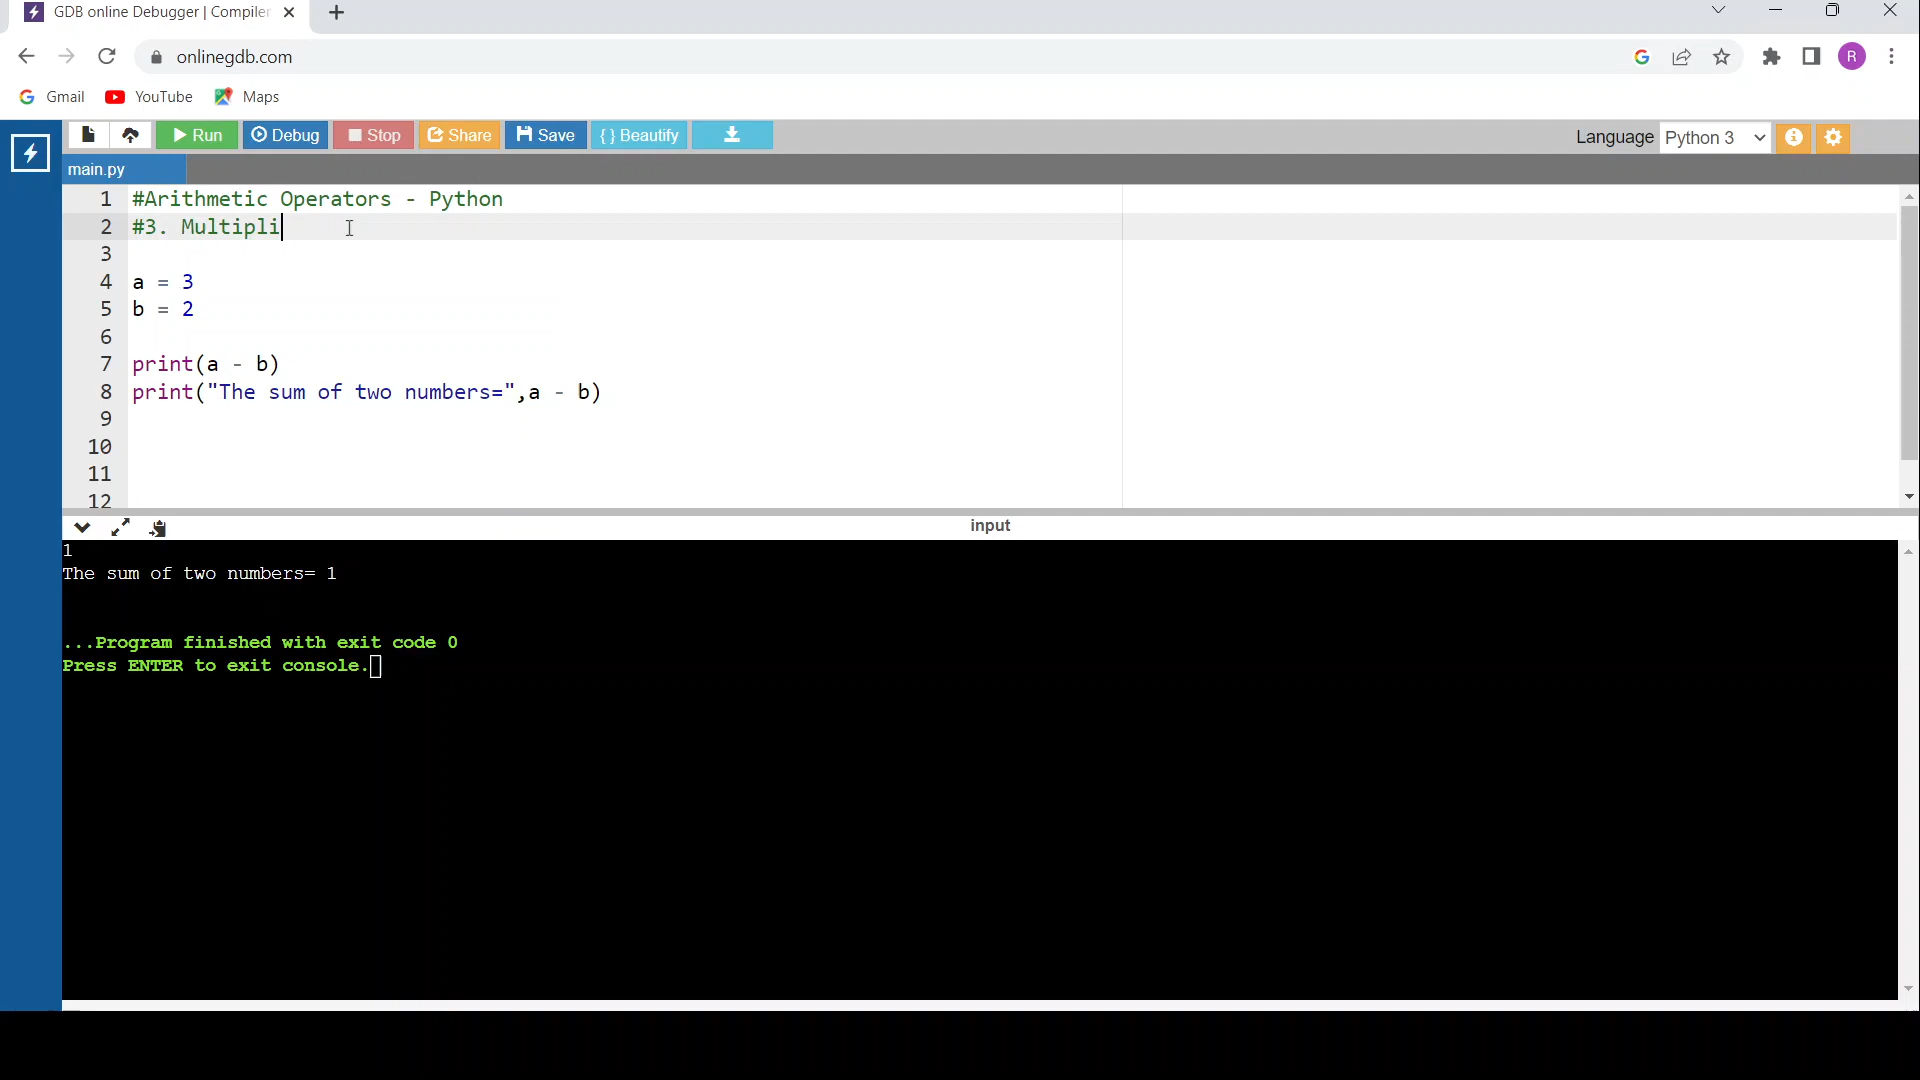 GDB online Debugger | Compiler
onlinegdb.com
R
Gmail YouTube Maps
Run Debug Stop Share Save { } Beautify Language Python 3
main.py
1 #Arithmetic Operators - Python
2 #3. Multipli
3
4 a = 3
5 b = 2
6
7 print(a - b)
8 print("The sum of two numbers=",a - b)
9
10
11
12
input
1
The sum of two numbers= 1
...Program finished with exit code 0
Press ENTER to exit console.